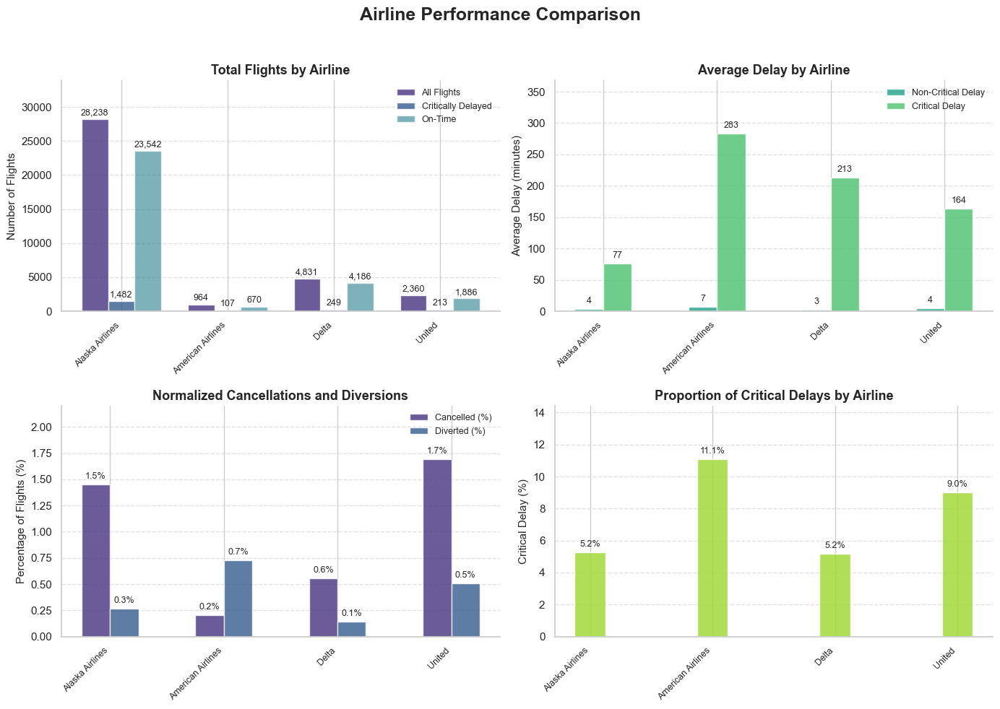 Airline Performance Comparison
Total Flights by Airline
Number of Flights
30000
25000
20000
15000
10000
5000
0
All Flights
Critically Delayed
On-Time
28,238
1,482
23,542
964
107
670
4,831
249
4,186
2,360
213
1,886
Alaska Airlines
American Airlines
Delta
United
Average Delay by Airline
Average Delay (minutes)
350
300
250
200
150
100
50
0
Non-Critical Delay
Critical Delay
4
77
7
283
3
213
4
164
Alaska Airlines
American Airlines
Delta
United
Normalized Cancellations and Diversions
Percentage of Flights (%)
2.00
1.75
1.50
1.25
1.00
0.75
0.50
0.25
0.00
Cancelled (%)
Diverted (%)
1.5%
0.3%
0.2%
0.7%
0.6%
0.1%
1.7%
0.5%
Alaska Airlines
American Airlines
Delta
United
Proportion of Critical Delays by Airline
Critical Delay (%)
14
12
10
8
6
4
2
0
5.2%
11.1%
5.2%
9.0%
Alaska Airlines
American Airlines
Delta
United